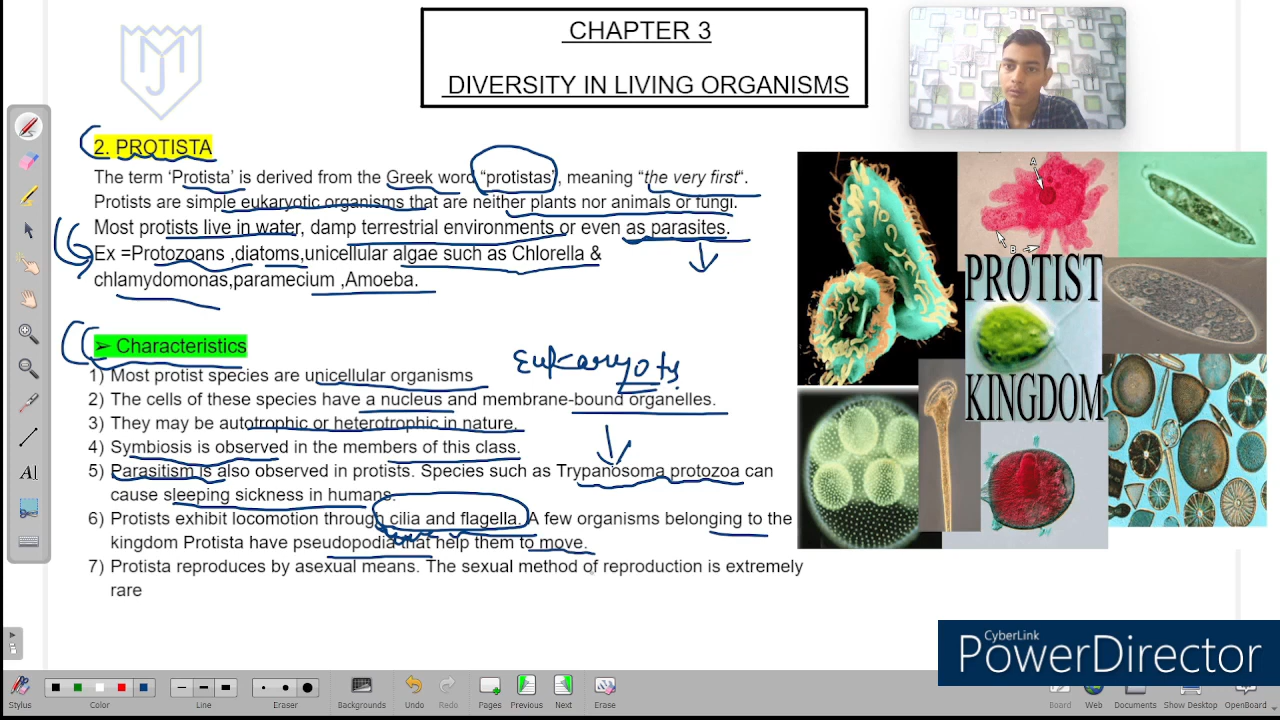 CHAPTER 3
DIVERSITY IN LIVING ORGANISMS
2. PROTISTA
The term ‘Protista’ is derived from the Greek word “protistas”, meaning “the very first“.
Protists are simple eukaryotic organisms that are neither plants nor animals or fungi.
Most protists live in water, damp terrestrial environments or even as parasites.
Ex =Protozoans ,diatoms,unicellular algae such as Chlorella &
chlamydomonas,paramecium ,Amoeba.
➢ Characteristics
Eukaryots
1) Most protist species are unicellular organisms
2) The cells of these species have a nucleus and membrane-bound organelles.
3) They may be autotrophic or heterotrophic in nature.
4) Symbiosis is observed in the members of this class.
5) Parasitism is also observed in protists. Species such as Trypanosoma protozoa can
cause sleeping sickness in humans.
6) Protists exhibit locomotion through cilia and flagella. A few organisms belonging to the
kingdom Protista have pseudopodia that help them to move.
7) Protista reproduces by asexual means. The sexual method of reproduction is extremely
rare
A
B
PROTIST
KINGDOM
CyberLink
PowerDirector
Stylus
Color
Line
Eraser
Backgrounds
Undo
Redo
Pages
Previous
Next
Erase
Board
Web
Documents
Show Desktop
OpenBoard